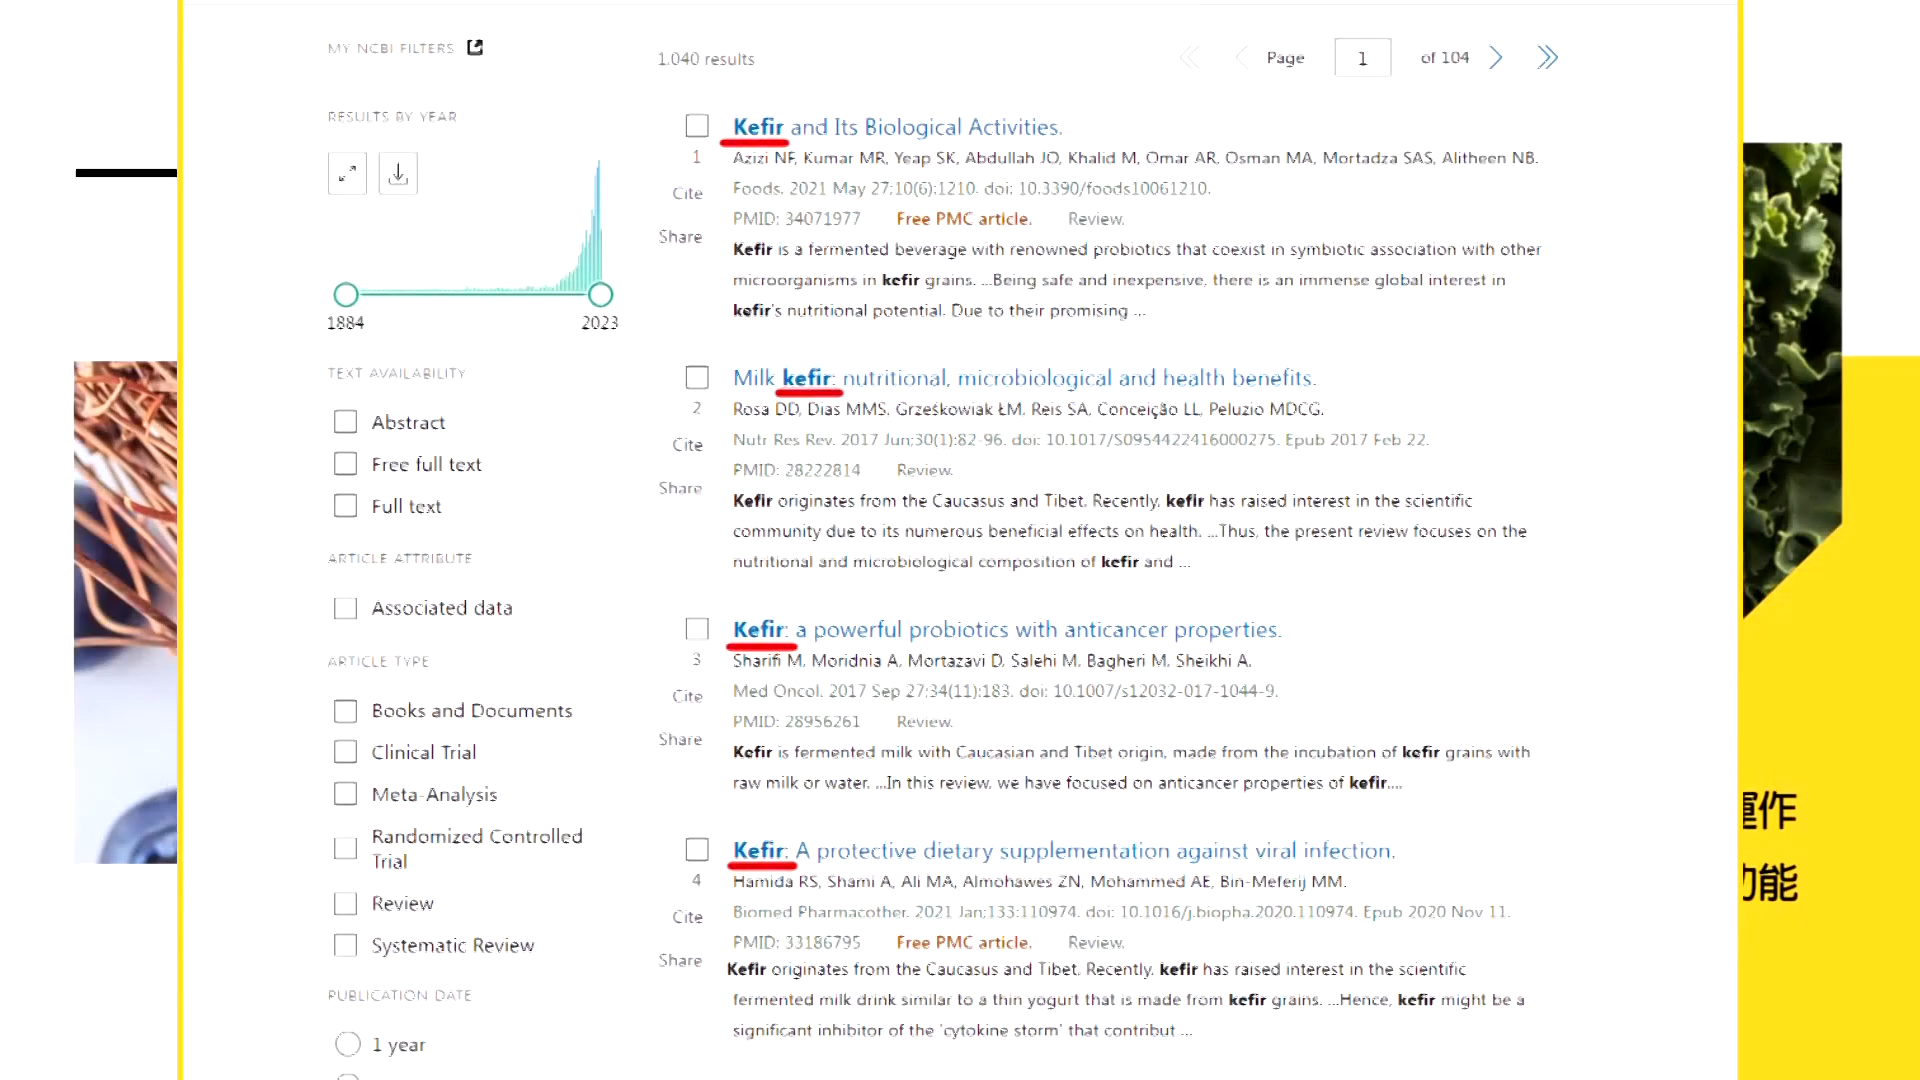 MY NCBI FILTERS
1,040 results
Page 1 of 104
RESULTS BY YEAR
1884 2023
TEXT AVAILABILITY
Abstract
Free full text
Full text
ARTICLE ATTRIBUTE
Associated data
ARTICLE TYPE
Books and Documents
Clinical Trial
Meta-Analysis
Randomized Controlled
Trial
Review
Systematic Review
PUBLICATION DATE
1 year
Kefir and Its Biological Activities.
1
Azizi NF, Kumar MR, Yeap SK, Abdullah JO, Khalid M, Omar AR, Osman MA, Mortadza SAS, Alitheen NB.
Cite
Foods. 2021 May 27;10(6):1210. doi: 10.3390/foods10061210.
PMID: 34071977 Free PMC article. Review.
Share
Kefir is a fermented beverage with renowned probiotics that coexist in symbiotic association with other
microorganisms in kefir grains. ...Being safe and inexpensive, there is an immense global interest in
kefir's nutritional potential. Due to their promising ...
Milk kefir: nutritional, microbiological and health benefits.
2
Rosa DD, Dias MMS, Grześkowiak ŁM, Reis SA, Conceição LL, Peluzio MDCG.
Cite
Nutr Res Rev. 2017 Jun;30(1):82-96. doi: 10.1017/S0954422416000275. Epub 2017 Feb 22.
PMID: 28222814 Review.
Share
Kefir originates from the Caucasus and Tibet. Recently, kefir has raised interest in the scientific
community due to its numerous beneficial effects on health. ...Thus, the present review focuses on the
nutritional and microbiological composition of kefir and ...
Kefir: a powerful probiotics with anticancer properties.
3
Sharifi M, Moridnia A, Mortazavi D, Salehi M, Bagheri M, Sheikhi A.
Cite
Med Oncol. 2017 Sep 27;34(11):183. doi: 10.1007/s12032-017-1044-9.
PMID: 28956261 Review.
Share
Kefir is fermented milk with Caucasian and Tibet origin, made from the incubation of kefir grains with
raw milk or water. ...In this review, we have focused on anticancer properties of kefir....
Kefir: A protective dietary supplementation against viral infection.
4
Hamida RS, Shami A, Ali MA, Almohawes ZN, Mohammed AE, Bin-Meferij MM.
Cite
Biomed Pharmacother. 2021 Jan;133:110974. doi: 10.1016/j.biopha.2020.110974. Epub 2020 Nov 11.
PMID: 33186795 Free PMC article. Review.
Share
Kefir originates from the Caucasus and Tibet. Recently, kefir has raised interest in the scientific
fermented milk drink similar to a thin yogurt that is made from kefir grains. ...Hence, kefir might be a
significant inhibitor of the 'cytokine storm' that contribut ...
運作
功能